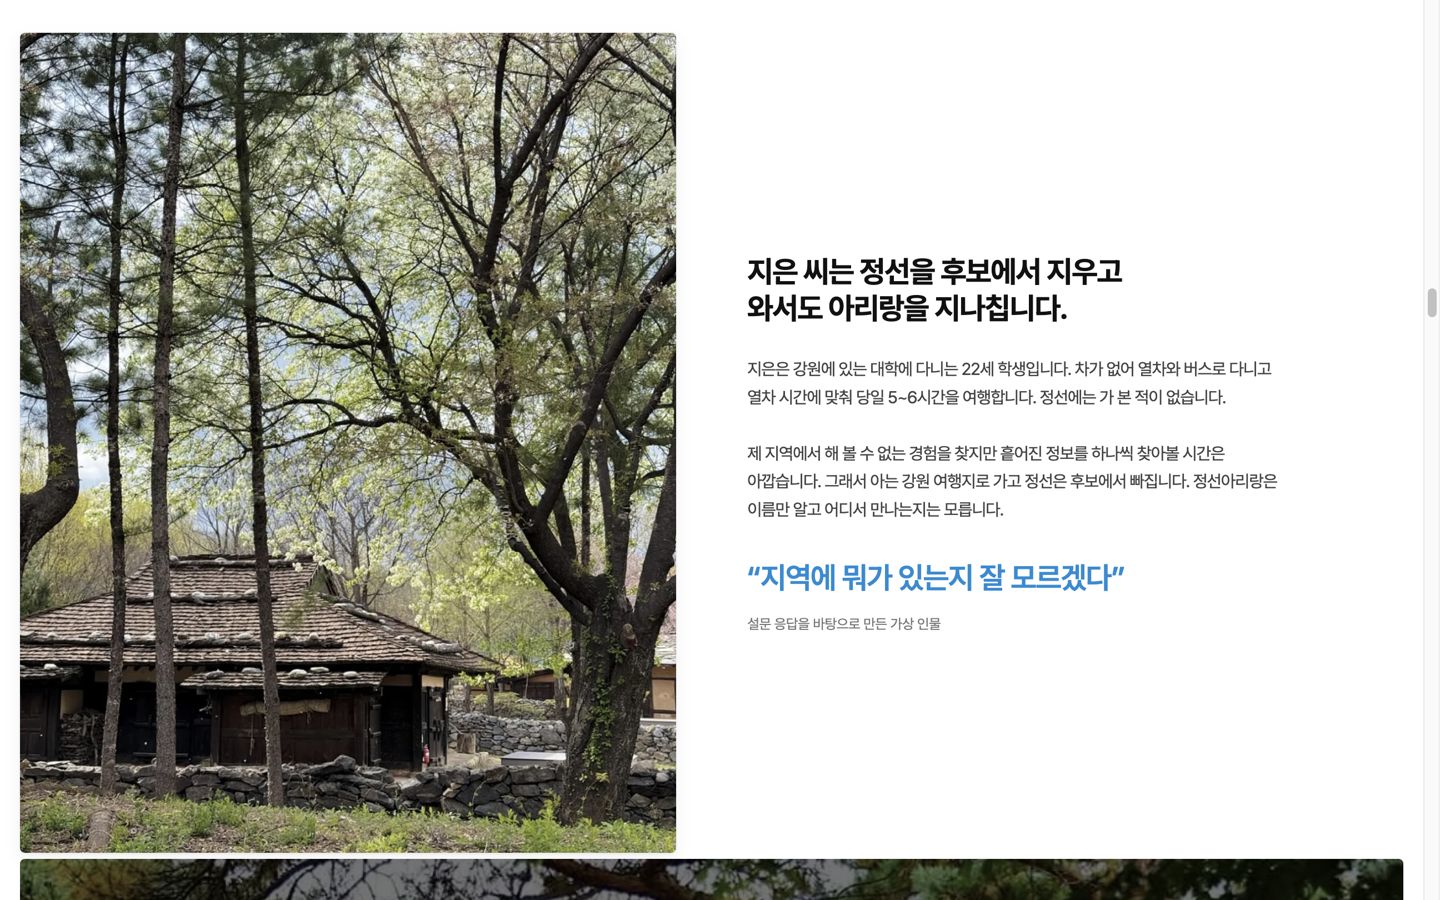 지은 씨는 정선을 후보에서 지우고
와서도 아리랑을 지나칩니다.
지은은 강원에 있는 대학에 다니는 22세 학생입니다. 차가 없어 열차와 버스로 다니고
열차 시간에 맞춰 당일 5~6시간을 여행합니다. 정선에는 가 본 적이 없습니다.
제 지역에서 해 볼 수 없는 경험을 찾지만 흩어진 정보를 하나씩 찾아볼 시간은
아깝습니다. 그래서 아는 강원 여행지로 가고 정선은 후보에서 빠집니다. 정선아리랑은
이름만 알고 어디서 만나는지는 모릅니다.
“지역에 뭐가 있는지 잘 모르겠다”
설문 응답을 바탕으로 만든 가상 인물